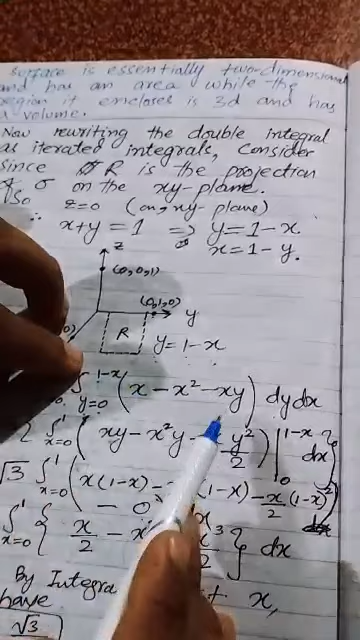 surface is essentially two-dimensional
and has an area while the
region it encloses is 3d and has
a volume.
Now rewriting the double integral
as iterated integrals, Consider
Since R is the projection
of σ on the xy-plane.
So z=0 (on xy-plane)
∴ x+y=1 ⇒ y=1-x.
x=1-y.
z
(0,0,1)
(0,1,0)
y
R
y=1-x
∫ 1-x y=0 (x - x² - xy) dydx
∫ 1 x=0 (xy - x²y - y²/2) | 1-x 0 } dx
√3 ∫ 1 x=0 (x(1-x) - (1-x) - x/2 (1-x)²
- 0
∫ 1 x=0 { x/2 - x³/2 } dx
By Integra x,
have
√3